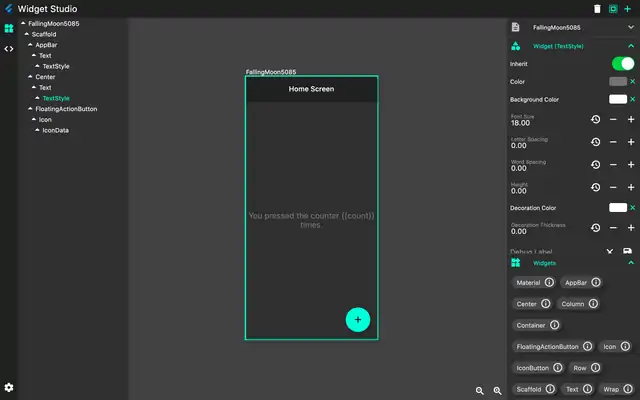 Widget Studio
FallingMoon5085
Scaffold
AppBar
Text
TextStyle
Center
Text
TextStyle
FloatingActionButton
Icon
IconData
FallingMoon5085
Home Screen
You pressed the counter {{count}}
times.
FallingMoon5085
Widget (TextStyle)
Inherit
Color
Background Color
Font Size
18.00
Letter Spacing
0.00
Word Spacing
0.00
Height
0.00
Decoration Color
Decoration Thickness
0.00
Debug Label
Widgets
Material AppBar
Center Column
Container
FloatingActionButton Icon
IconButton Row
Scaffold Text Wrap